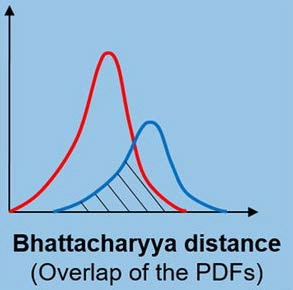 Bhattacharyya distance
(Overlap of the PDFs)